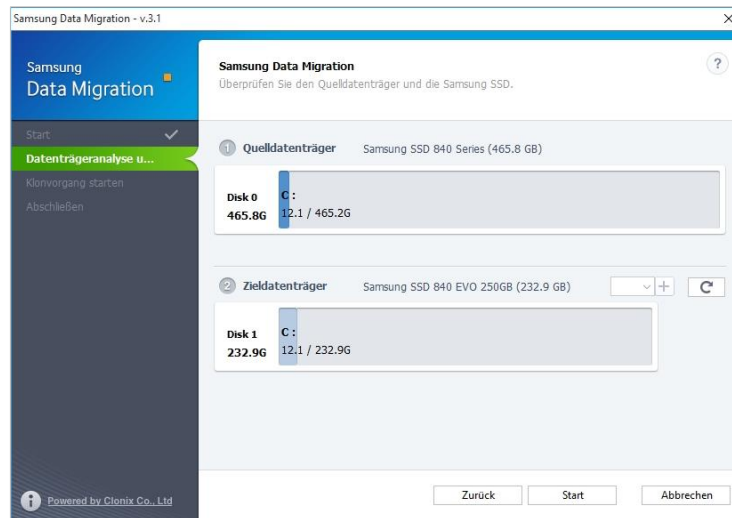 Samsung Data Migration - v.3.1
Samsung
Data Migration
Start
Datenträgeranalyse u...
Klonvorgang starten
Abschließen
Powered by Clonix Co., Ltd
Samsung Data Migration
?
Überprüfen Sie den Quelldatenträger und die Samsung SSD.
1 Quelldatenträger Samsung SSD 840 Series (465.8 GB)
Disk 0
465.8G
C :
12.1 / 465.2G
2 Zieldatenträger Samsung SSD 840 EVO 250GB (232.9 GB)
Disk 1
232.9G
C :
12.1 / 232.9G
Zurück Start Abbrechen